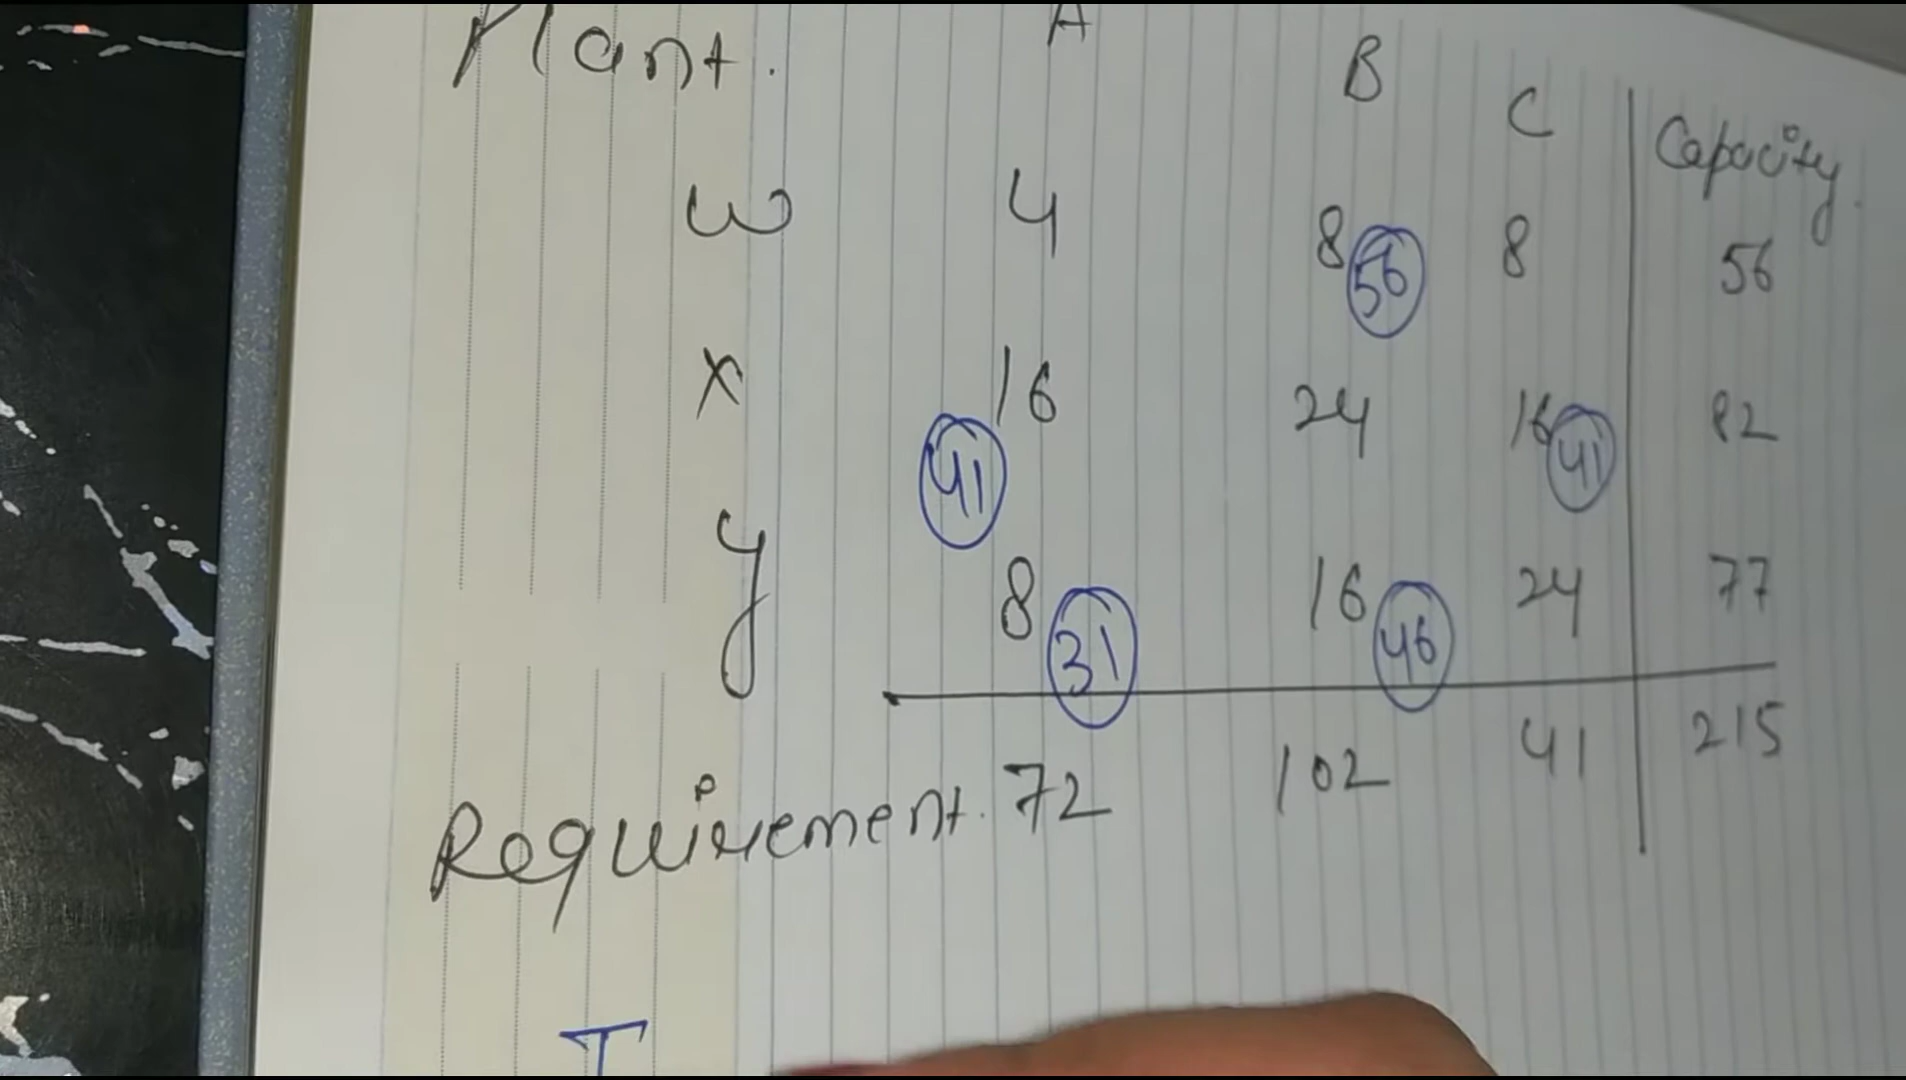 Plant. A B C Capacity
w 4 8 56 8 56
x 16 41 24 16 41 82
y 8 31 16 46 24 77
Requirement. 72 102 41 215
T